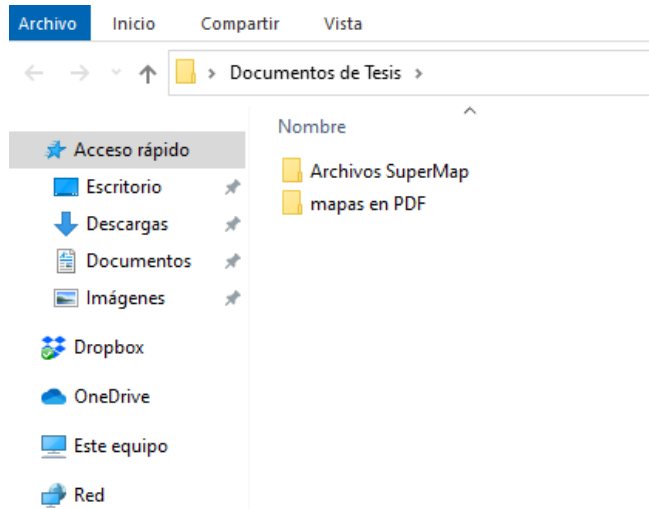 Archivo Inicio Compartir Vista
Documentos de Tesis
Nombre
Acceso rápido
Escritorio
Descargas
Documentos
Imágenes
Dropbox
OneDrive
Este equipo
Red
Archivos SuperMap
mapas en PDF